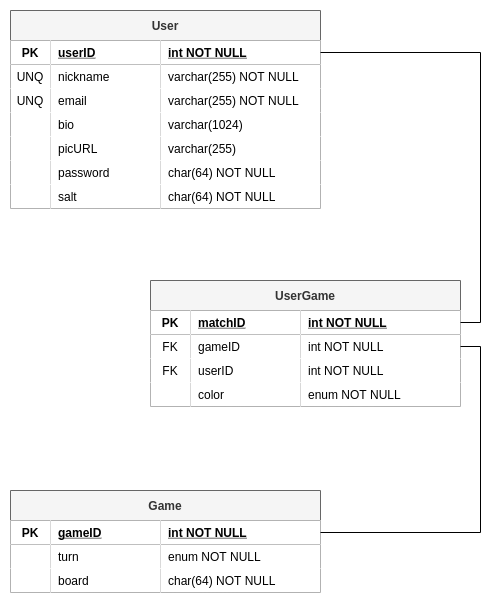 User
PK userID int NOT NULL
UNQ nickname varchar(255) NOT NULL
UNQ email varchar(255) NOT NULL
bio varchar(1024)
picURL varchar(255)
password char(64) NOT NULL
salt char(64) NOT NULL
UserGame
PK matchID int NOT NULL
FK gameID int NOT NULL
FK userID int NOT NULL
color enum NOT NULL
Game
PK gameID int NOT NULL
turn enum NOT NULL
board char(64) NOT NULL